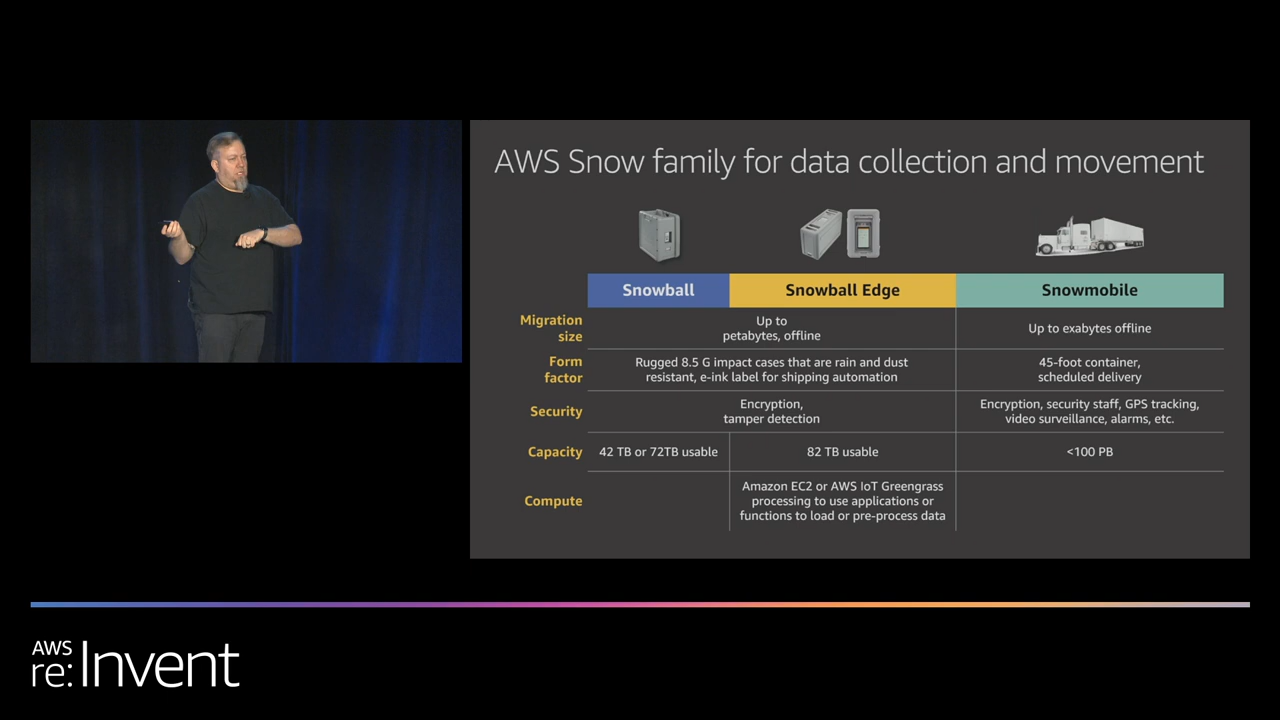 AWS Snow family for data collection and movement
Snowball
Snowball Edge
Snowmobile
Migration
size
Up to
petabytes, offline
Up to exabytes offline
Form
factor
Rugged 8.5 G impact cases that are rain and dust
resistant, e-ink label for shipping automation
45-foot container,
scheduled delivery
Security
Encryption,
tamper detection
Encryption, security staff, GPS tracking,
video surveillance, alarms, etc.
Capacity
42 TB or 72TB usable
82 TB usable
<100 PB
Compute
Amazon EC2 or AWS IoT Greengrass
processing to use applications or
functions to load or pre-process data
AWS
re:Invent